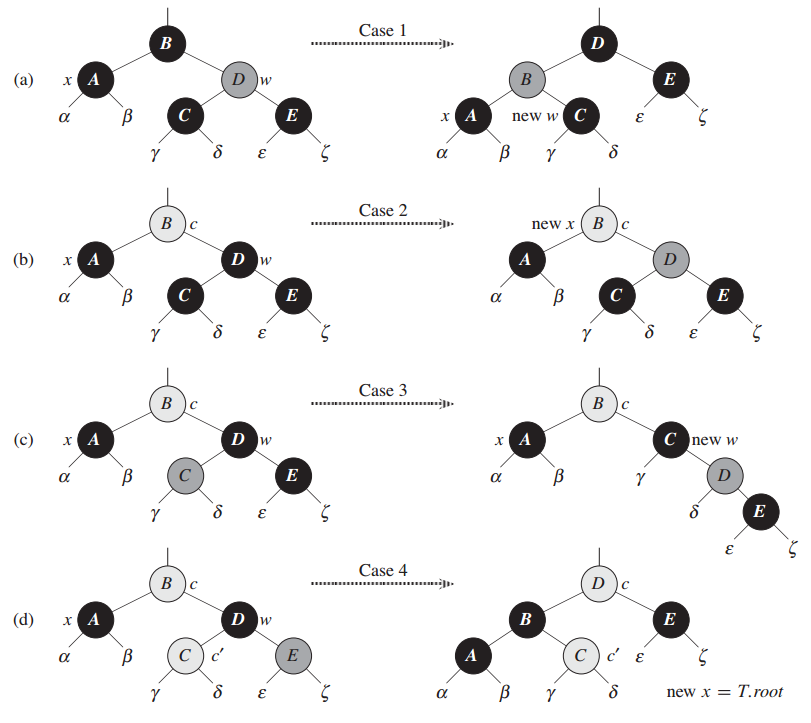 Case 1
B D
(a) x A D w B E
α β C E x A new w C ε ζ
γ δ ε ζ α β γ δ
Case 2
B c new x B c
(b) x A D w A D
α β C E α β C E
γ δ ε ζ γ δ ε ζ
Case 3
B c B c
(c) x A D w x A C new w
α β C E α β γ D
γ δ ε ζ δ E
ε ζ
Case 4
B c D c
(d) x A D w B E
α β C c′ E A C c′ ε ζ
γ δ ε ζ α β γ δ new x = T.root